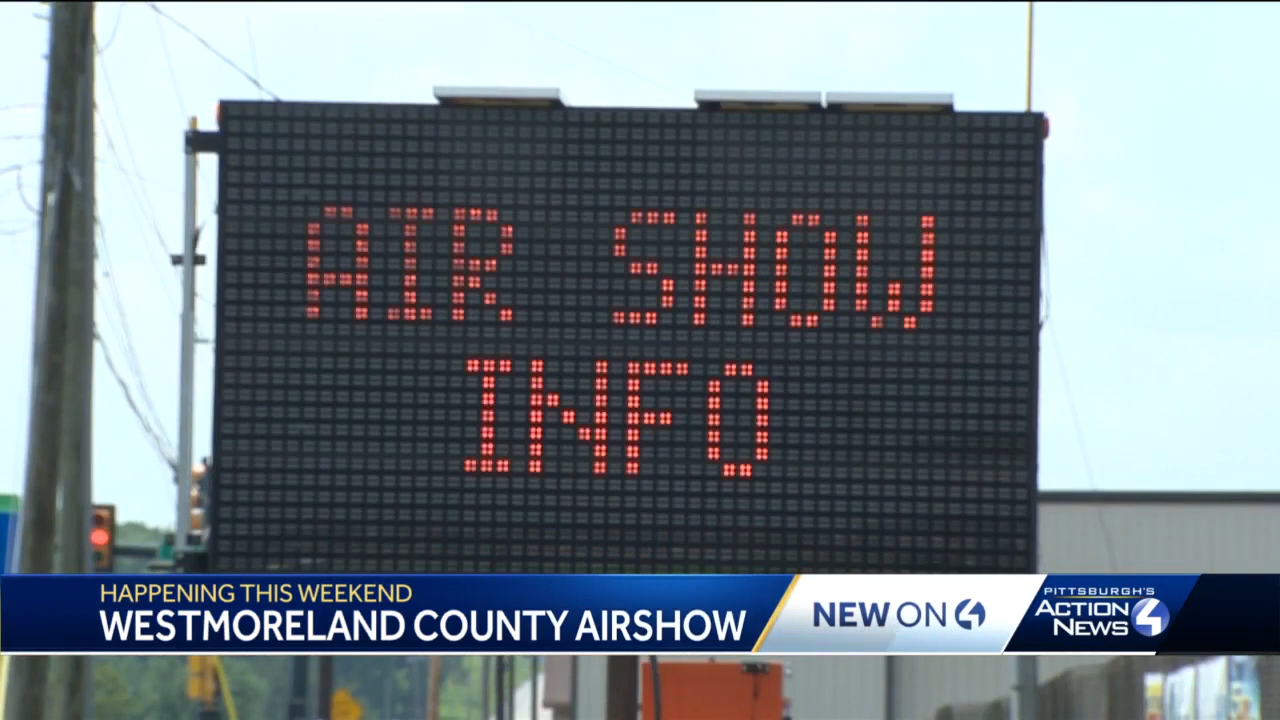 AIR SHOW
INFO
HAPPENING THIS WEEKEND
WESTMORELAND COUNTY AIRSHOW
NEW ON 4
PITTSBURGH'S
ACTION
NEWS 4